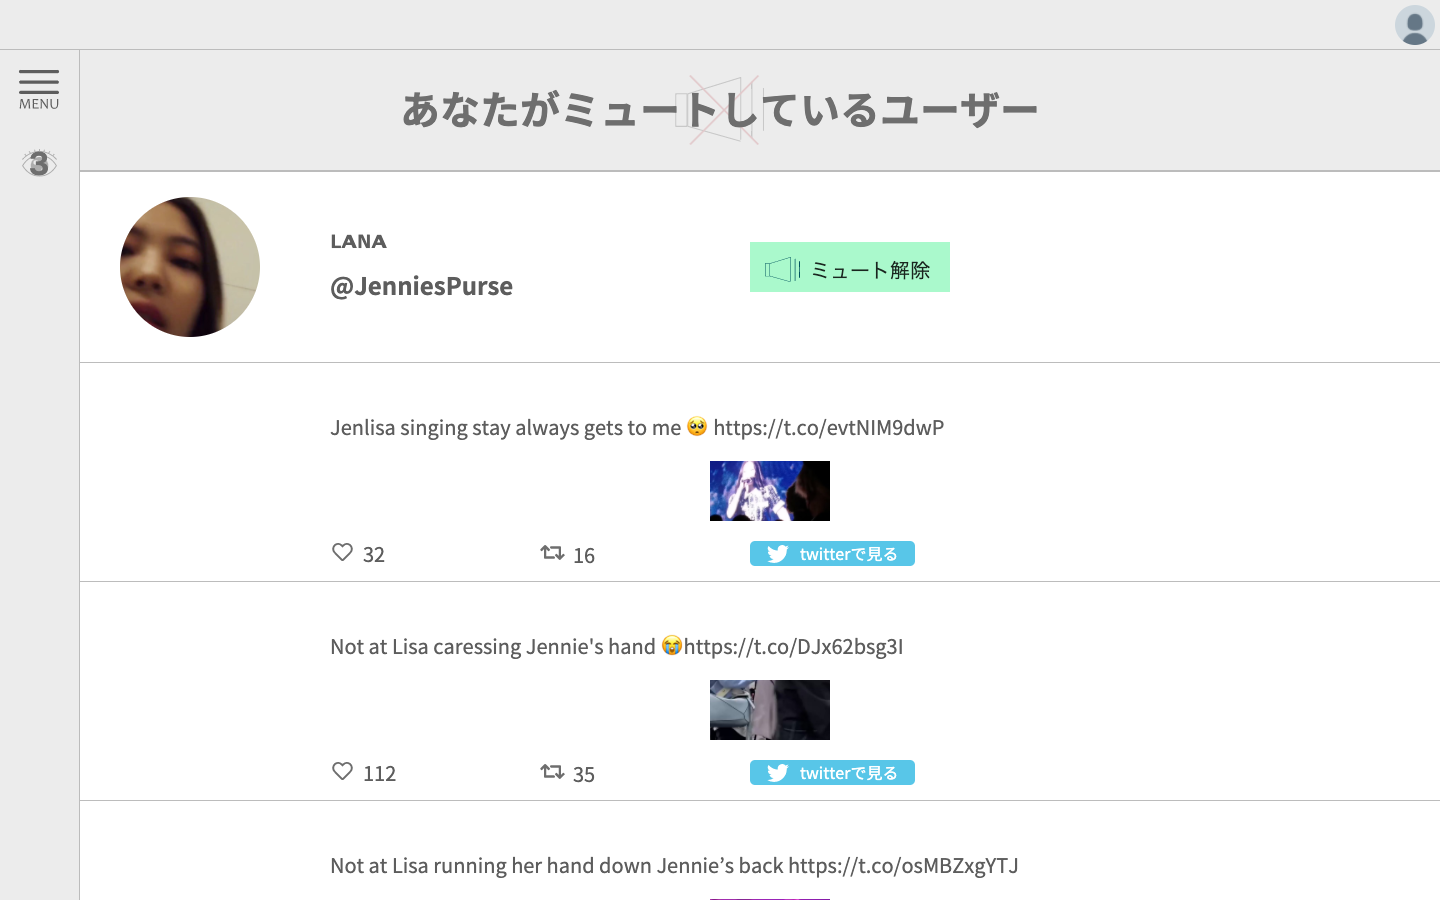 MENU
3
あなたがミュートしているユーザー
LANA
@JenniesPurse
ミュート解除
Jenlisa singing stay always gets to me 🥺 https://t.co/evtNIM9dwP
32
16
twitterで見る
Not at Lisa caressing Jennie's hand 😭https://t.co/DJx62bsg3I
112
35
twitterで見る
Not at Lisa running her hand down Jennie’s back https://t.co/osMBZxgYTJ